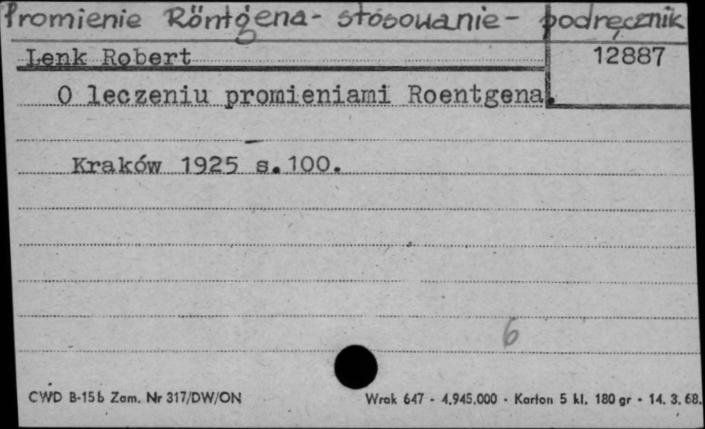 Promienie Röntgena - stosowanie - podręcznik
Lenk Robert 12887
O leczeniu promieniami Roentgena.
Kraków 1925 s.100.
6
CWD B-15b Zam. Nr 317/DW/ON Wrak 647 - 4.945.000 - Karton 5 kl. 180 gr - 14. 3. 68.